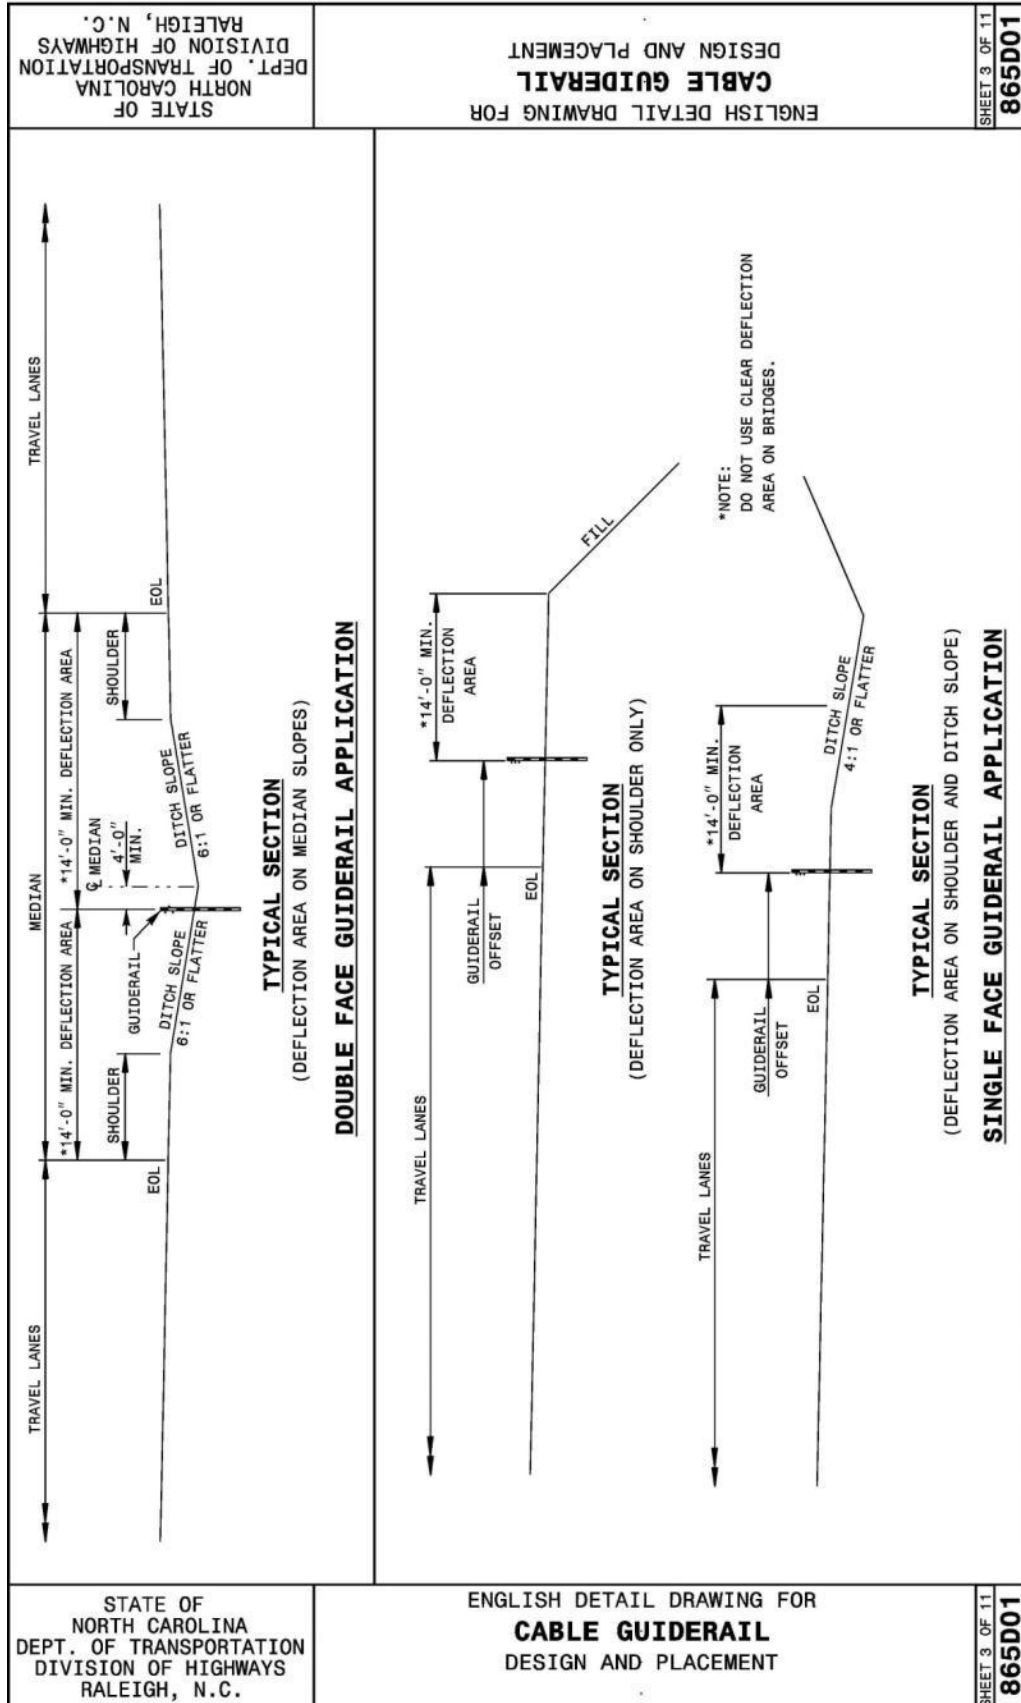 STATE OF
NORTH CAROLINA
DEPT. OF TRANSPORTATION
DIVISION OF HIGHWAYS
RALEIGH, N.C.
ENGLISH DETAIL DRAWING FOR
CABLE GUIDERAIL
DESIGN AND PLACEMENT
SHEET 3 OF 11
865D01
TRAVEL LANES
MEDIAN
TRAVEL LANES
*14'-0" MIN. DEFLECTION AREA
*14'-0" MIN. DEFLECTION AREA
SHOULDER
GUIDERAIL
℄ MEDIAN
4'-0"
MIN.
SHOULDER
EOL
DITCH SLOPE
6:1 OR FLATTER
DITCH SLOPE
6:1 OR FLATTER
EOL
TYPICAL SECTION
(DEFLECTION AREA ON MEDIAN SLOPES)
DOUBLE FACE GUIDERAIL APPLICATION
TRAVEL LANES
*14'-0" MIN.
DEFLECTION
AREA
GUIDERAIL
OFFSET
EOL
FILL
TYPICAL SECTION
(DEFLECTION AREA ON SHOULDER ONLY)
TRAVEL LANES
*14'-0" MIN.
DEFLECTION
AREA
*NOTE:
DO NOT USE CLEAR DEFLECTION
AREA ON BRIDGES.
GUIDERAIL
OFFSET
EOL
DITCH SLOPE
4:1 OR FLATTER
TYPICAL SECTION
(DEFLECTION AREA ON SHOULDER AND DITCH SLOPE)
SINGLE FACE GUIDERAIL APPLICATION
STATE OF
NORTH CAROLINA
DEPT. OF TRANSPORTATION
DIVISION OF HIGHWAYS
RALEIGH, N.C.
ENGLISH DETAIL DRAWING FOR
CABLE GUIDERAIL
DESIGN AND PLACEMENT
SHEET 3 OF 11
865D01